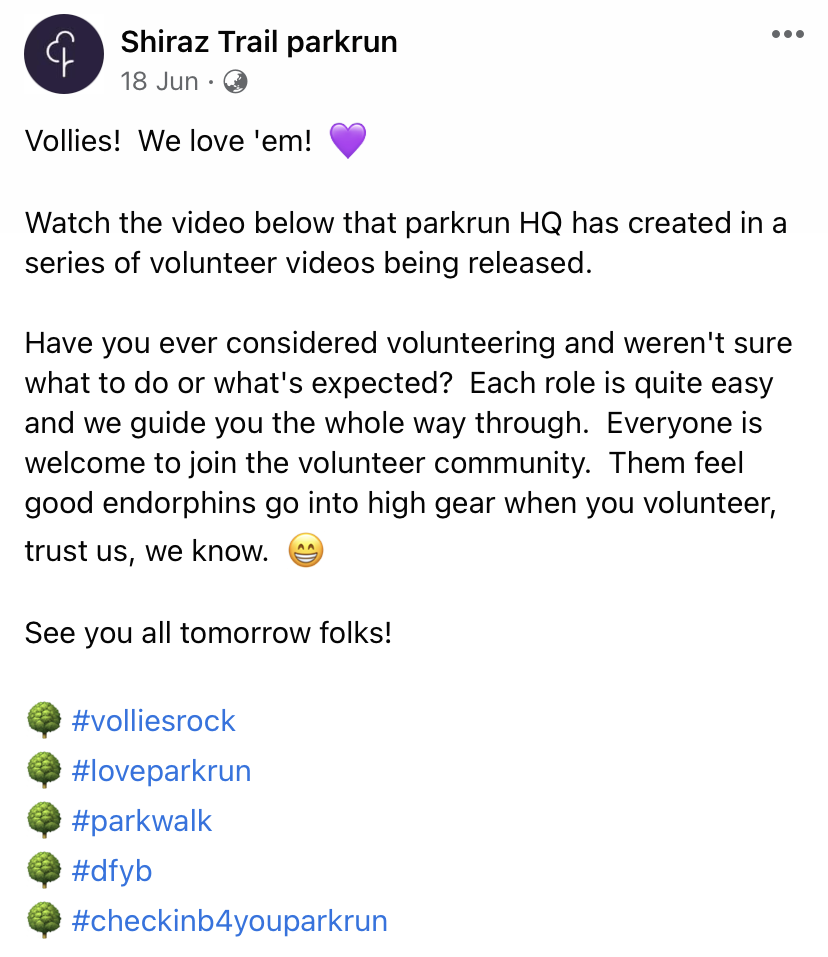 Shiraz Trail parkrun
18 Jun ·
Vollies!  We love 'em! 💜
Watch the video below that parkrun HQ has created in a
series of volunteer videos being released.
Have you ever considered volunteering and weren't sure
what to do or what's expected?  Each role is quite easy
and we guide you the whole way through.  Everyone is
welcome to join the volunteer community.  Them feel
good endorphins go into high gear when you volunteer,
trust us, we know. 😁
See you all tomorrow folks!
🌳 #volliesrock
🌳 #loveparkrun
🌳 #parkwalk
🌳 #dfyb
🌳 #checkinb4youparkrun